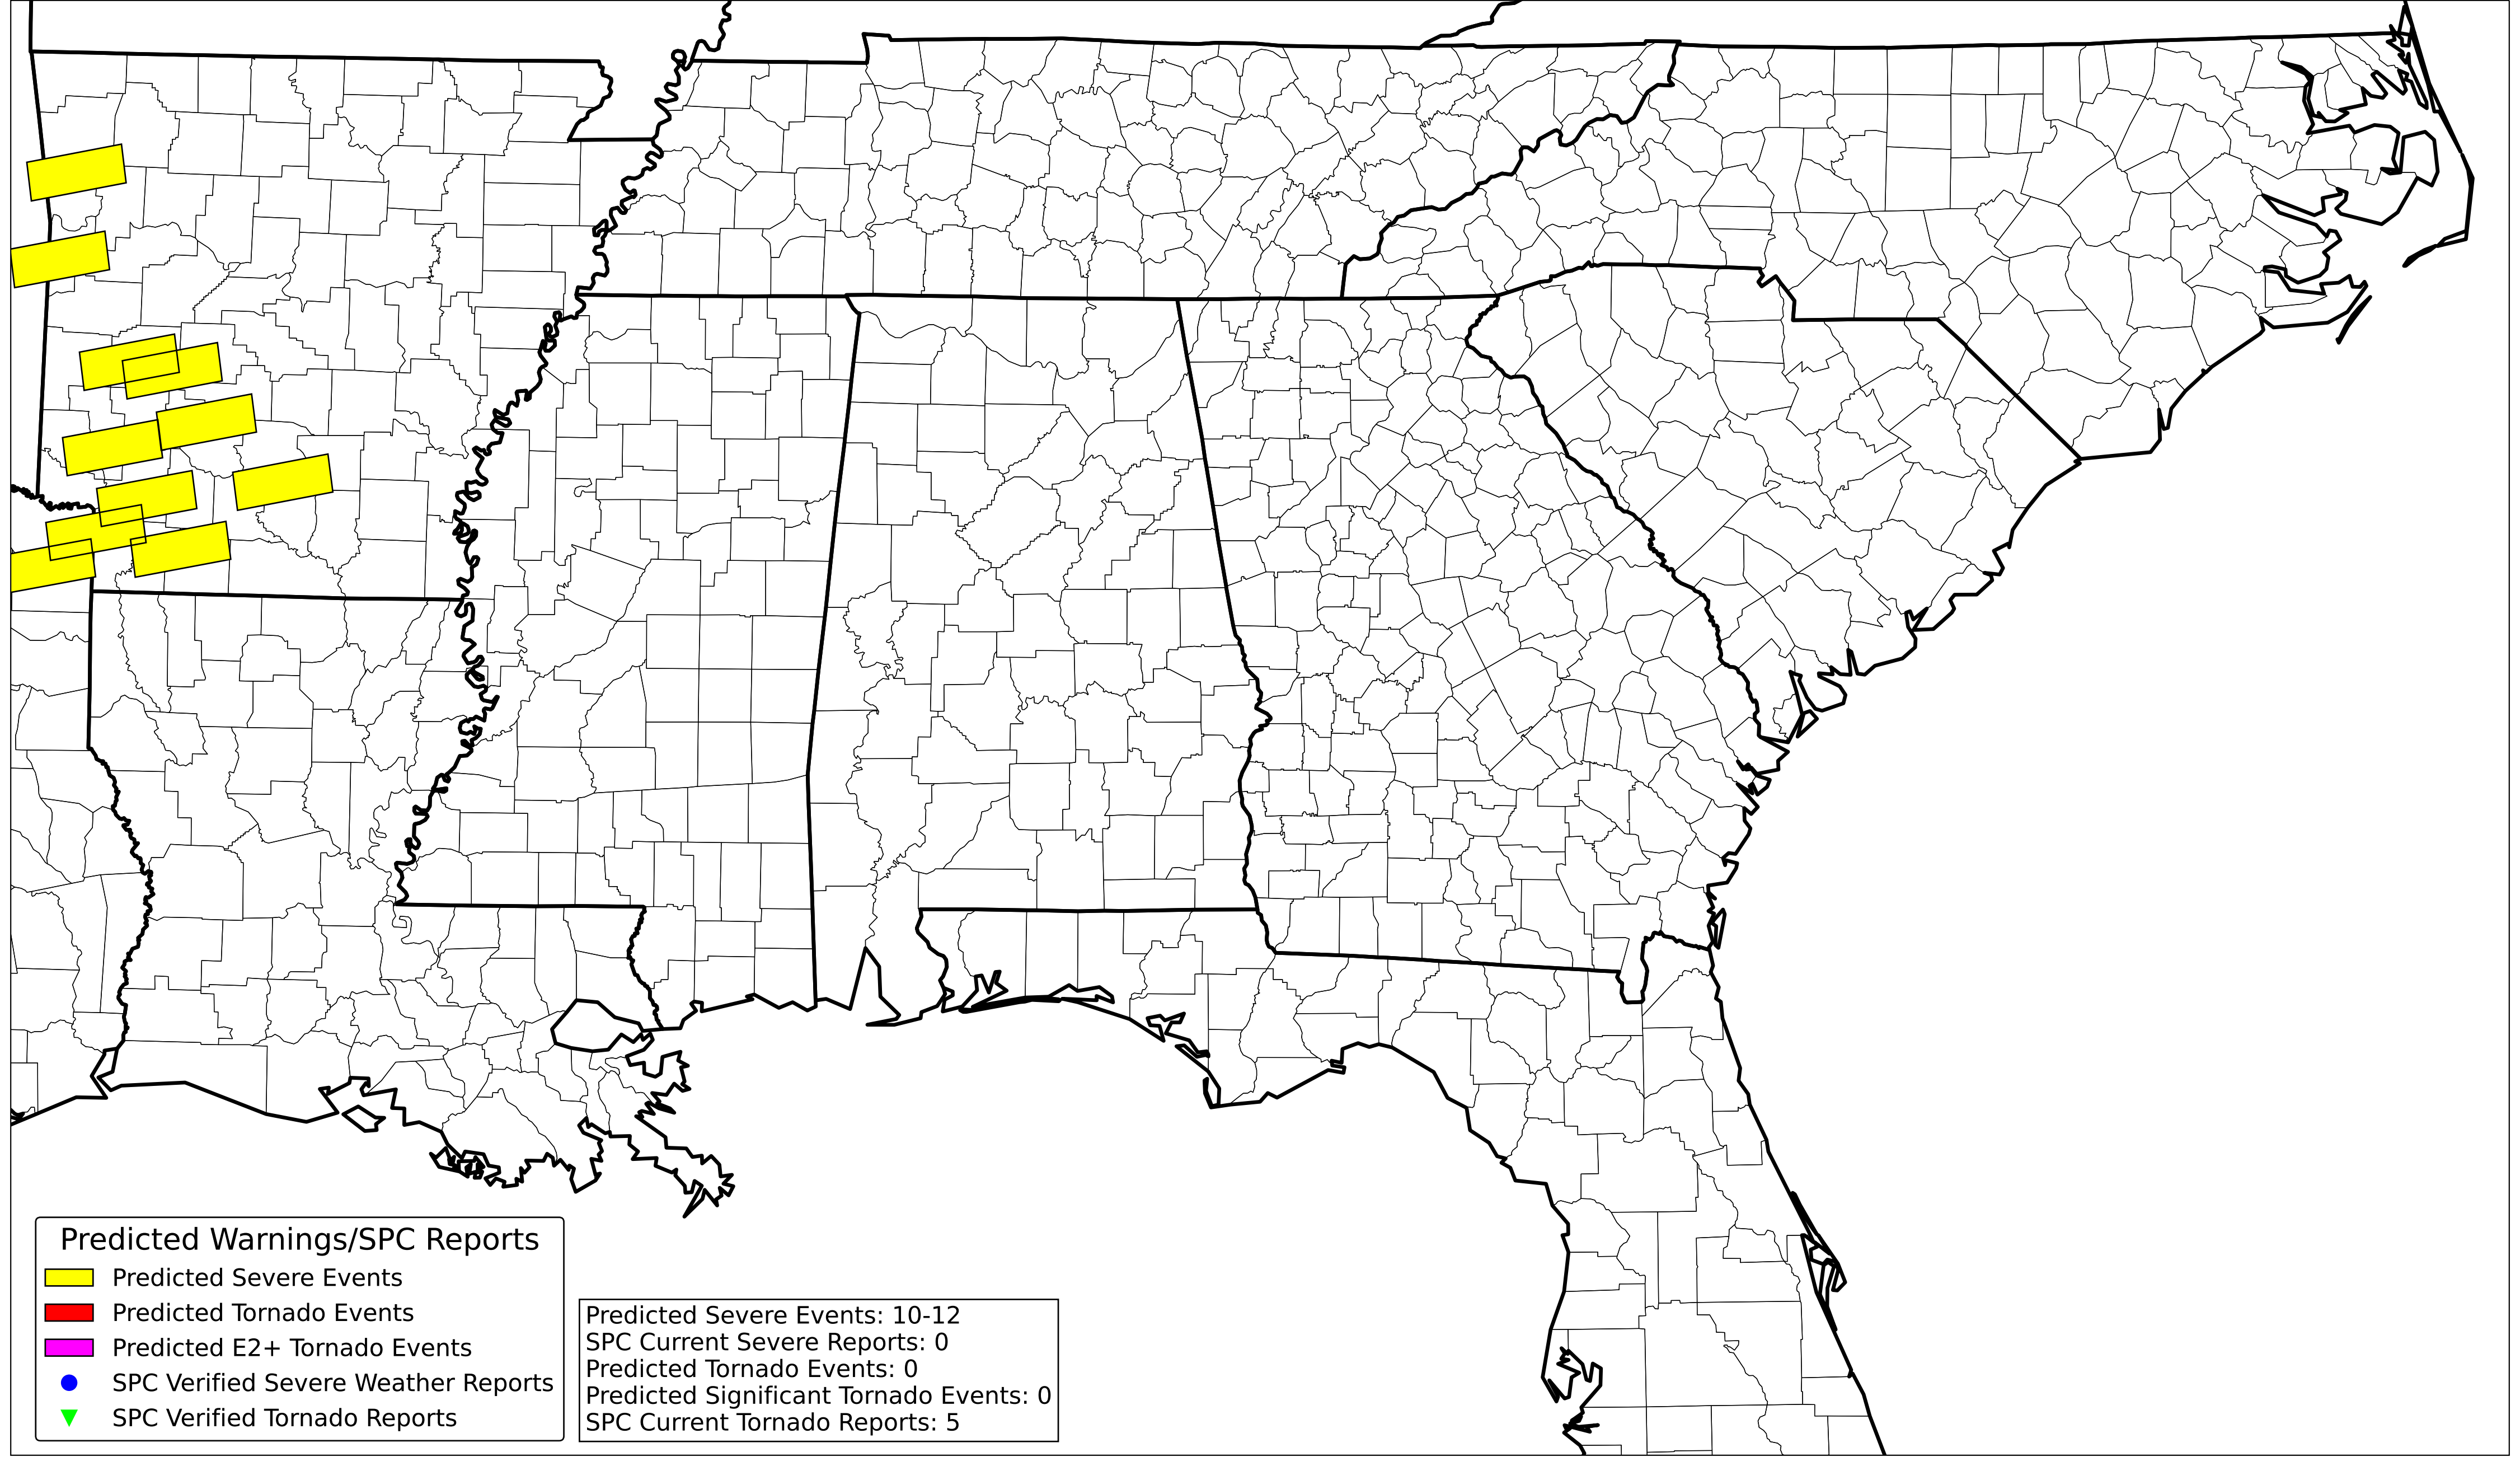 Predicted Warnings/SPC Reports
Predicted Severe Events
Predicted Tornado Events
Predicted E2+ Tornado Events
SPC Verified Severe Weather Reports
SPC Verified Tornado Reports
Predicted Severe Events: 10-12
SPC Current Severe Reports: 0
Predicted Tornado Events: 0
Predicted Significant Tornado Events: 0
SPC Current Tornado Reports: 5